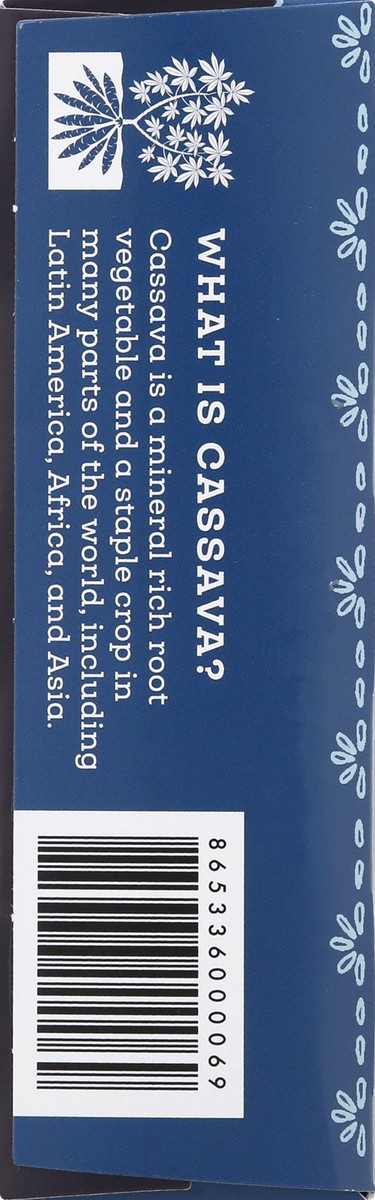 WHAT IS CASSAVA?
Cassava is a mineral rich root
vegetable and a staple crop in
many parts of the world, including
Latin America, Africa, and Asia.
865336000069